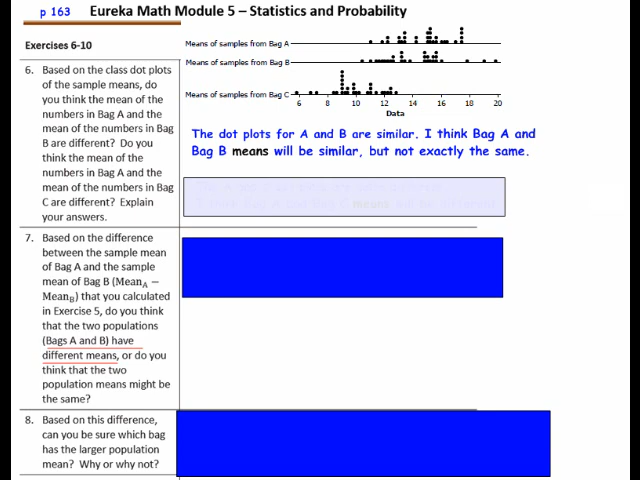 p 163 Eureka Math Module 5 – Statistics and Probability
Exercises 6-10
6. Based on the class dot plots
of the sample means, do
you think the mean of the
numbers in Bag A and the
mean of the numbers in Bag
B are different? Do you
think the mean of the
numbers in Bag A and the
mean of the numbers in Bag
C are different? Explain
your answers.
Means of samples from Bag A
Means of samples from Bag B
Means of samples from Bag C
6 8 10 12 14 16 18 20
Data
The dot plots for A and B are similar. I think Bag A and
Bag B means will be similar, but not exactly the same.
7. Based on the difference
between the sample mean
of Bag A and the sample
mean of Bag B (Mean_A −
Mean_B) that you calculated
in Exercise 5, do you think
that the two populations
(Bags A and B) have
different means, or do you
think that the two
population means might be
the same?
8. Based on this difference,
can you be sure which bag
has the larger population
mean? Why or why not?